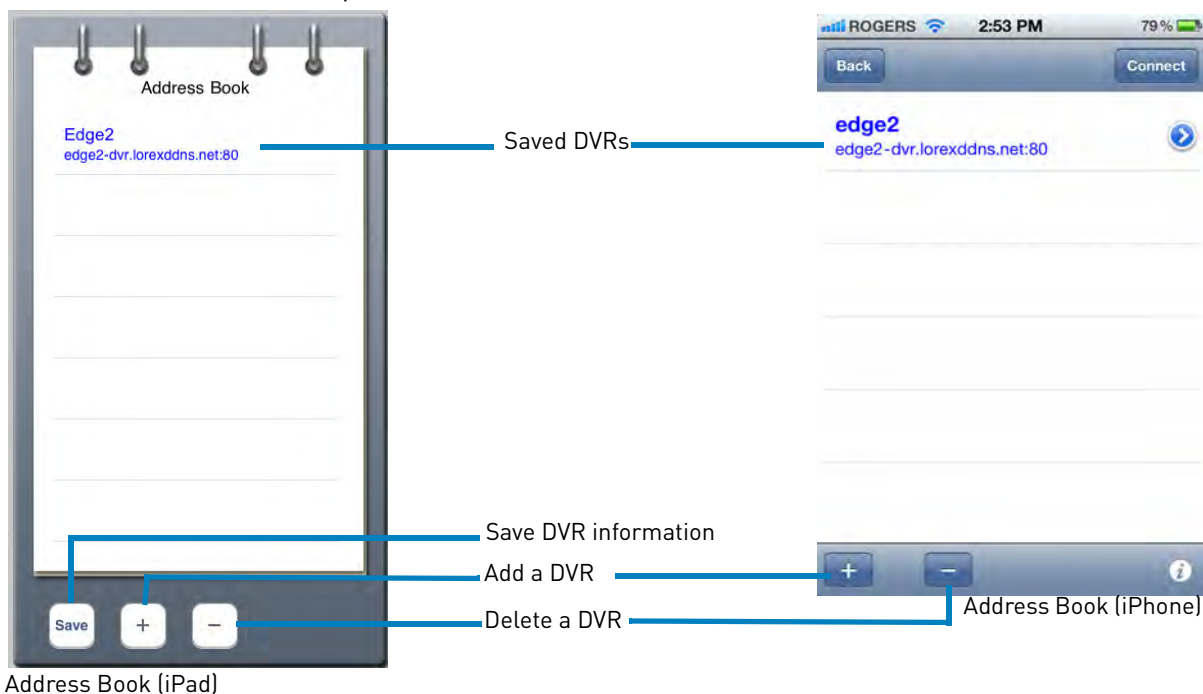 Address Book
Edge2
edge2-dvr.lorexddns.net:80
Save
+
−
Address Book (iPad)
Saved DVRs
Save DVR information
Add a DVR
Delete a DVR
ROGERS 2:53 PM 79%
Back Connect
edge2
edge2-dvr.lorexddns.net:80
+ − i
Address Book (iPhone)